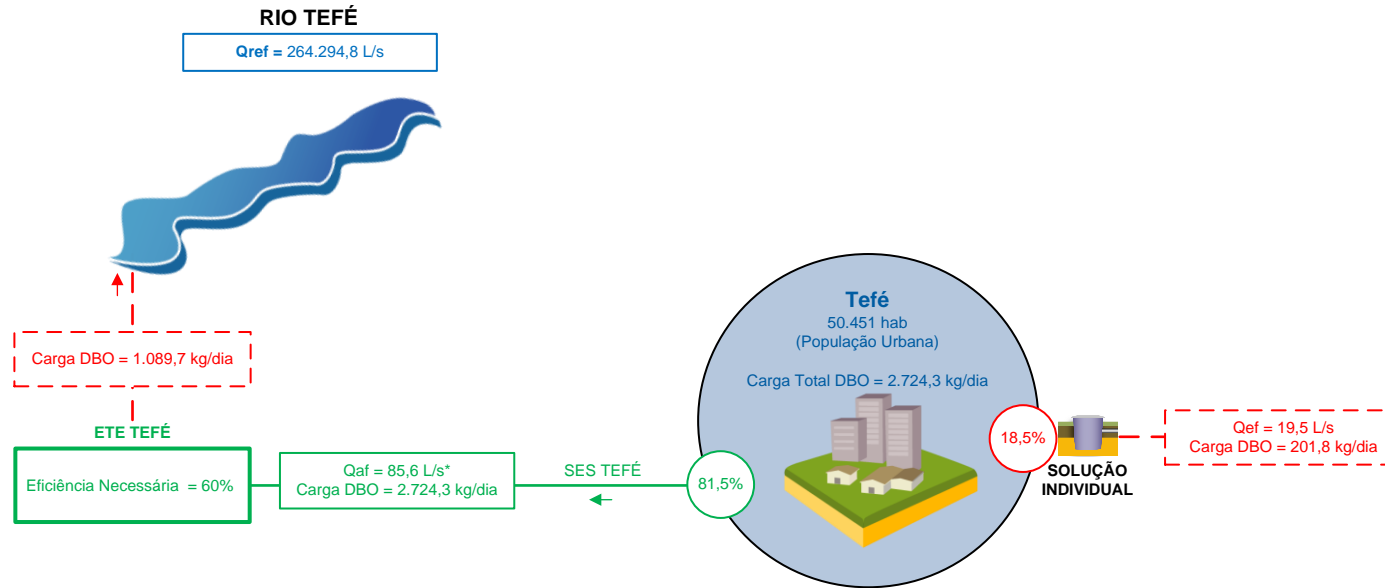 RIO TEFÉ
Qref = 264.294,8 L/s
Carga DBO = 1.089,7 kg/dia
ETE TEFÉ
Eficiência Necessária = 60%
Qaf = 85,6 L/s*
Carga DBO = 2.724,3 kg/dia
SES TEFÉ
81,5%
Tefé
50.451 hab
(População Urbana)
Carga Total DBO = 2.724,3 kg/dia
18,5%
SOLUÇÃO
INDIVIDUAL
Qef = 19,5 L/s
Carga DBO = 201,8 kg/dia